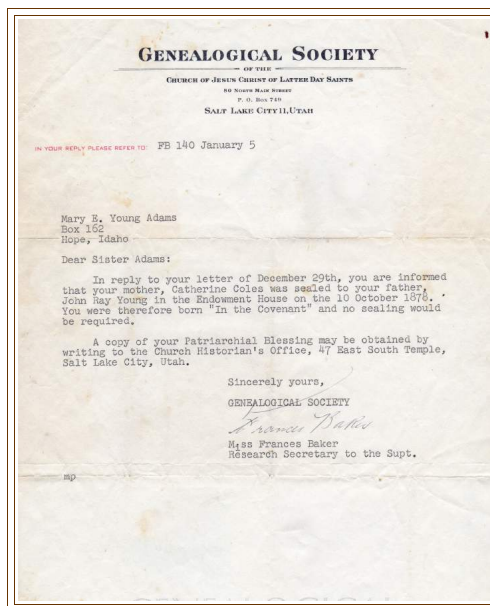 GENEALOGICAL SOCIETY
OF THE
CHURCH OF JESUS CHRIST OF LATTER DAY SAINTS
80 NORTH MAIN STREET
P. O. BOX 749
SALT LAKE CITY 11, UTAH
IN YOUR REPLY PLEASE REFER TO: FB 140 January 5
Mary E. Young Adams
Box 162
Hope, Idaho
Dear Sister Adams:
In reply to your letter of December 29th, you are informed
that your mother, Catherine Coles was sealed to your father,
John Ray Young in the Endowment House on the 10 October 1878.
You were therefore born "In the Covenant" and no sealing would
be required.
A copy of your Patriarchial Blessing may be obtained by
writing to the Church Historian's Office, 47 East South Temple,
Salt Lake City, Utah.
Sincerely yours,
GENEALOGICAL SOCIETY
Frances Baker
Miss Frances Baker
Research Secretary to the Supt.
mp